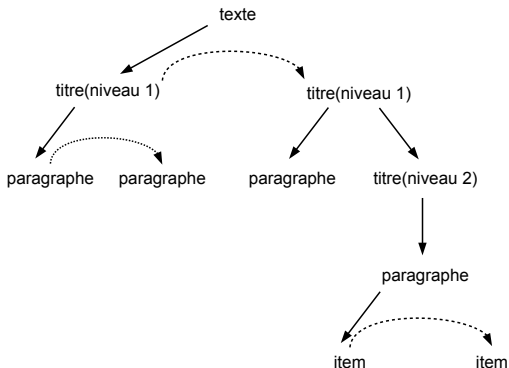 texte
titre(niveau 1)
titre(niveau 1)
paragraphe
paragraphe
paragraphe
titre(niveau 2)
paragraphe
item
item